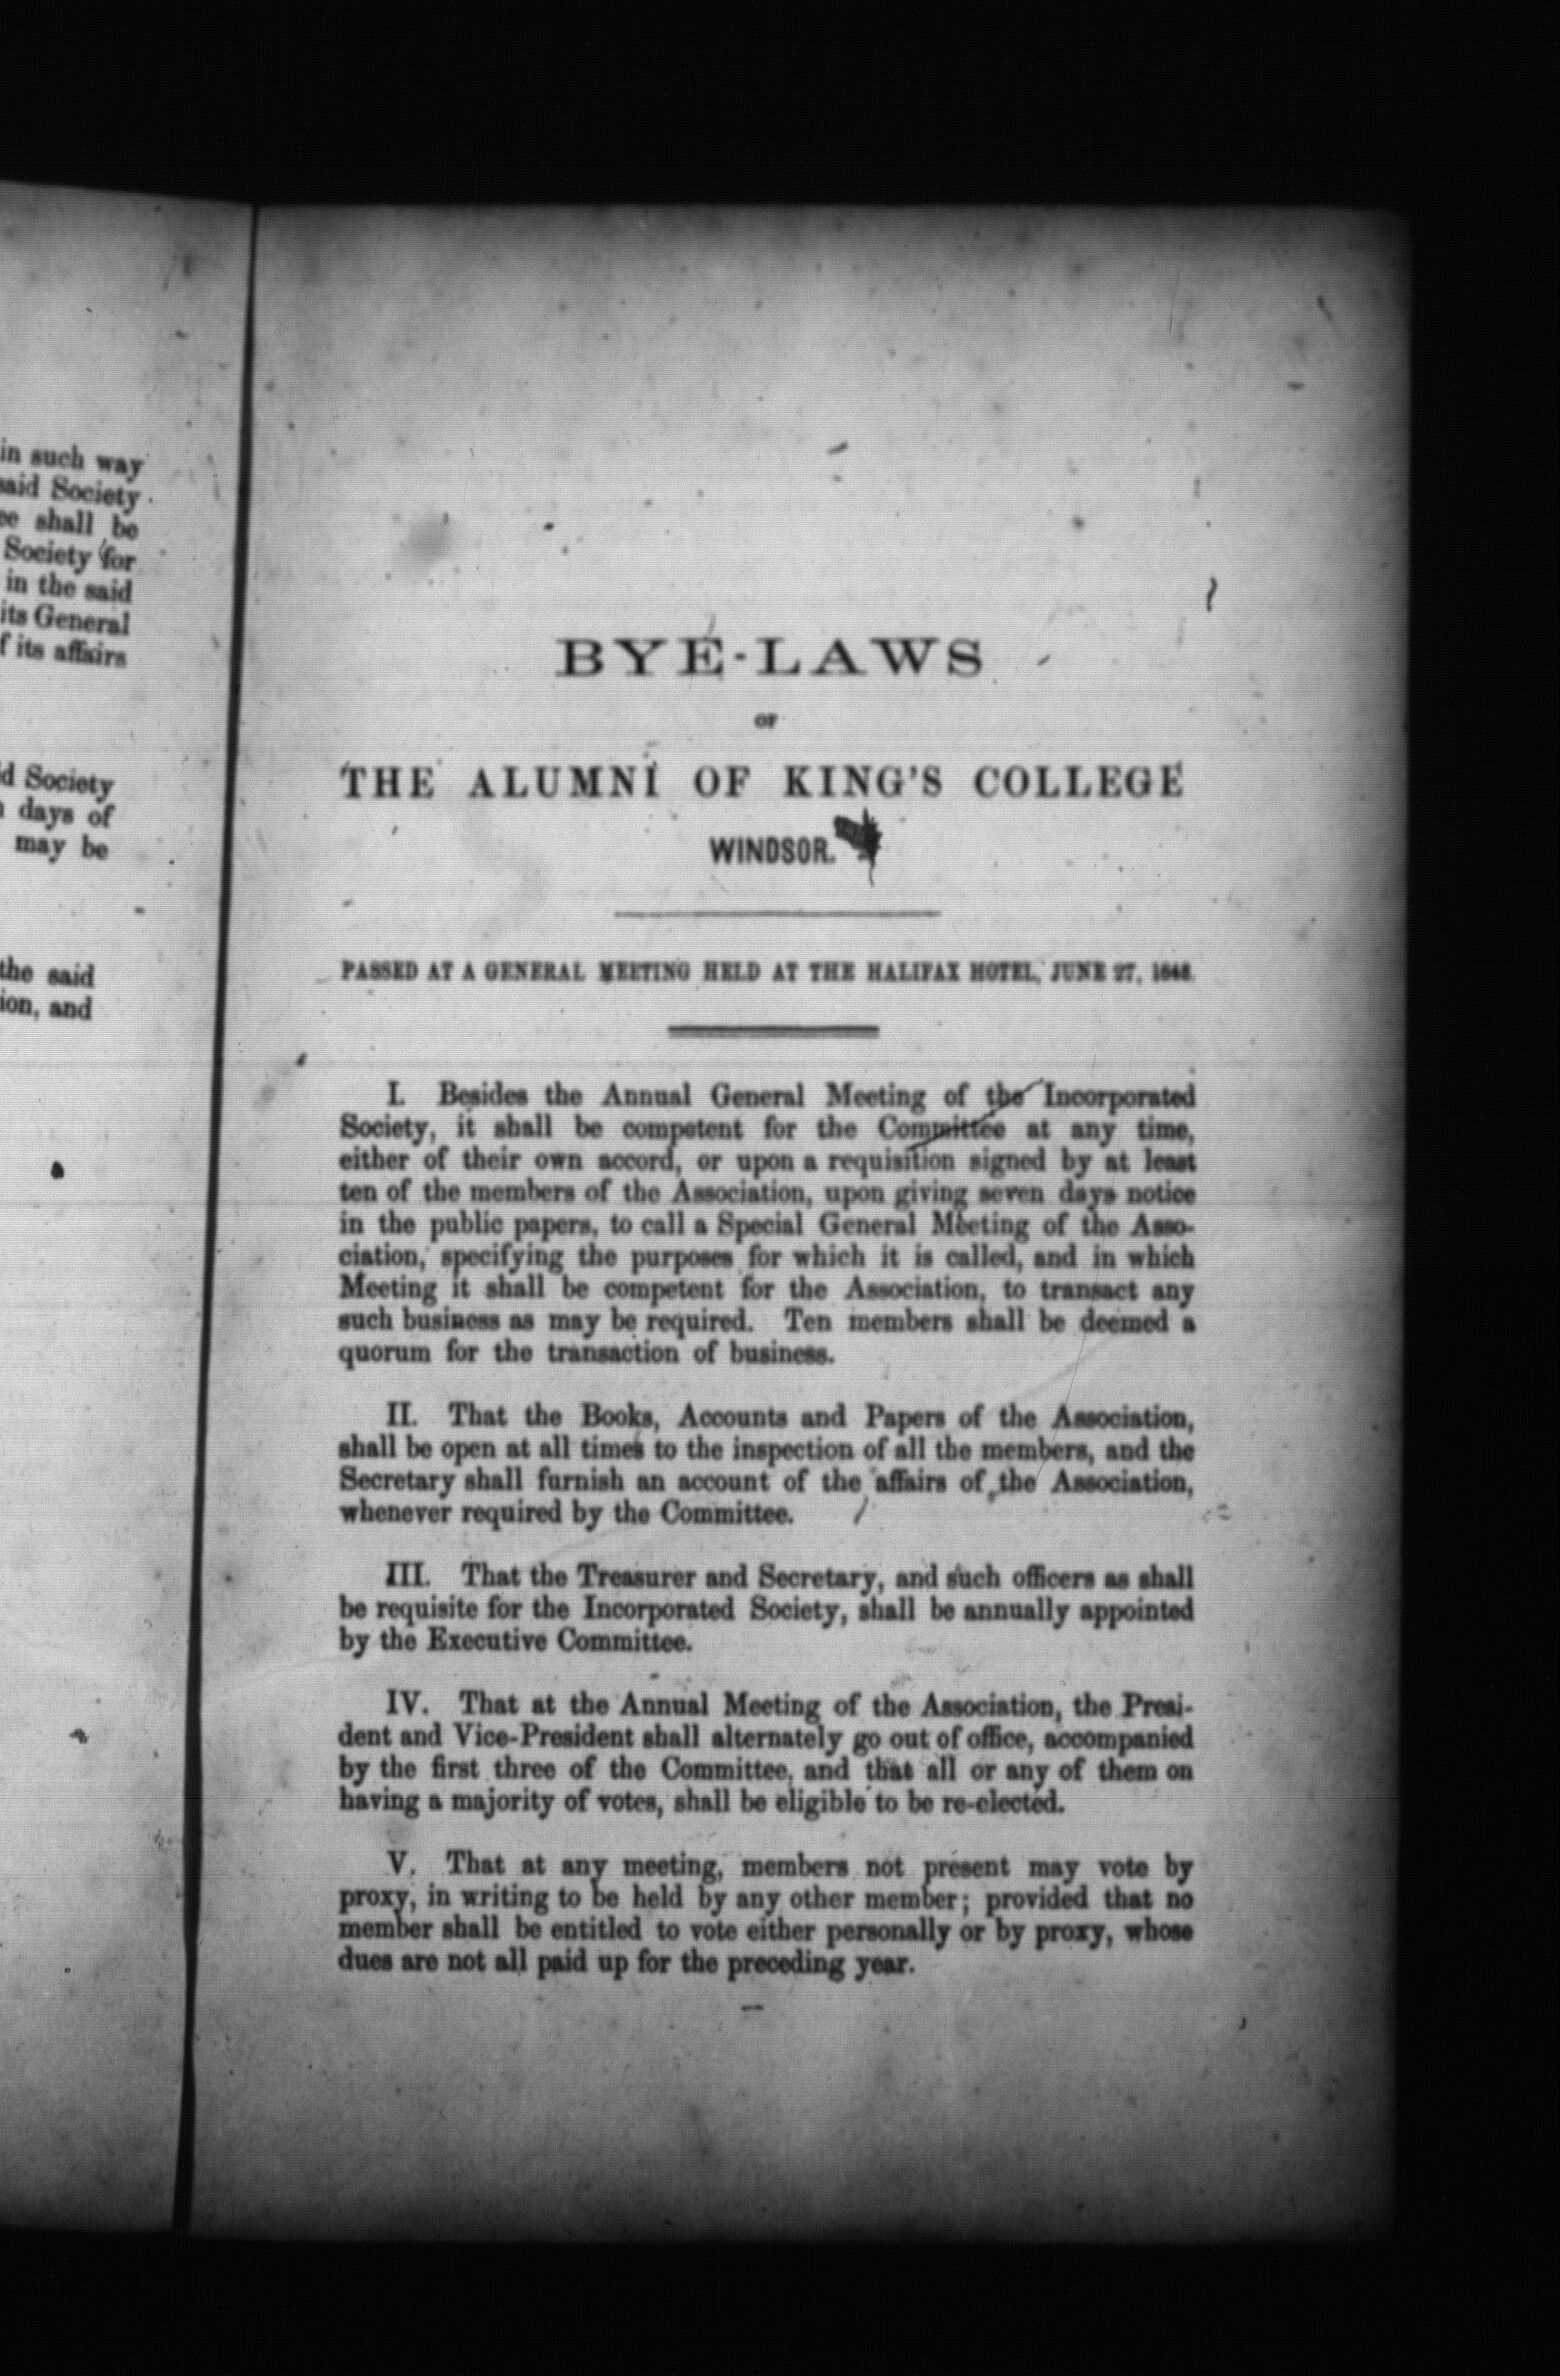 in such way
said Society
shall be
Society for
in the said
its General
its affairs
Society
days of
may be
the said
and
BYE-LAWS
OF
THE ALUMNI OF KING'S COLLEGE
WINDSOR.
PASSED AT A GENERAL MEETING HELD AT THE HALIFAX HOTEL, JUNE 27, 1848.
I. Besides the Annual General Meeting of the Incorporated
Society, it shall be competent for the Committee at any time,
either of their own accord, or upon a requisition signed by at least
ten of the members of the Association, upon giving seven days notice
in the public papers, to call a Special General Meeting of the Asso-
ciation, specifying the purposes for which it is called, and in which
Meeting it shall be competent for the Association, to transact any
such business as may be required. Ten members shall be deemed a
quorum for the transaction of business.
II. That the Books, Accounts and Papers of the Association,
shall be open at all times to the inspection of all the members, and the
Secretary shall furnish an account of the affairs of the Association,
whenever required by the Committee.
III. That the Treasurer and Secretary, and such officers as shall
be requisite for the Incorporated Society, shall be annually appointed
by the Executive Committee.
IV. That at the Annual Meeting of the Association, the Presi-
dent and Vice-President shall alternately go out of office, accompanied
by the first three of the Committee, and that all or any of them on
having a majority of votes, shall be eligible to be re-elected.
V. That at any meeting, members not present may vote by
proxy, in writing to be held by any other member; provided that no
member shall be entitled to vote either personally or by proxy, whose
dues are not all paid up for the preceding year.